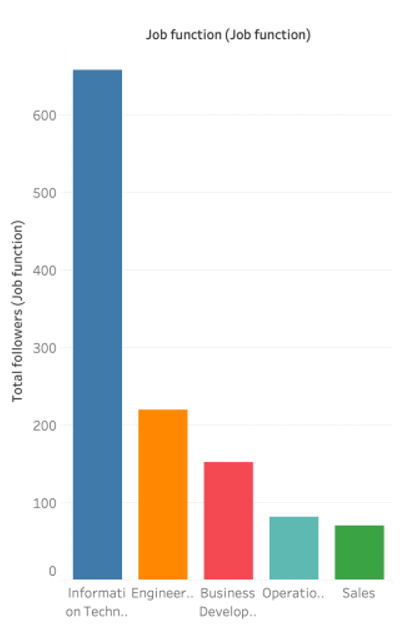 Job function (Job function)
Total followers (Job function)
600
500
400
300
200
100
0
Informati Engineer.. Business Operatio.. Sales
on Techn.. Develop..